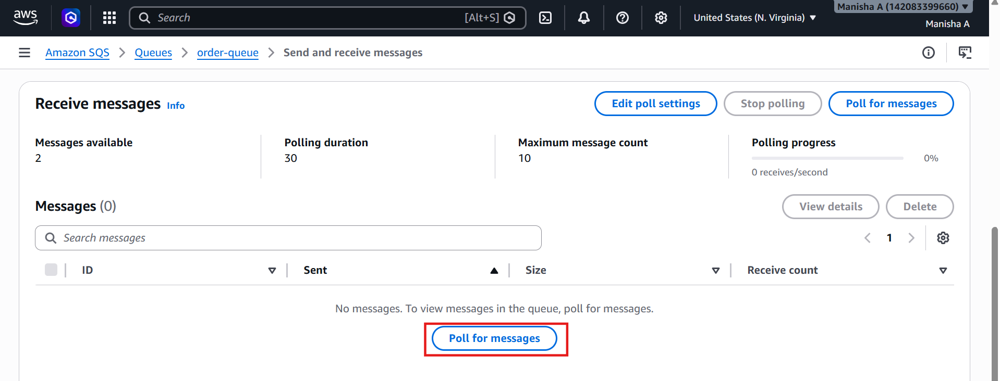 aws
Search
[Alt+S]
United States (N. Virginia)
Manisha A (142083399660)
Manisha A
Amazon SQS
Queues
order-queue
Send and receive messages
Receive messages Info
Edit poll settings
Stop polling
Poll for messages
Messages available
2
Polling duration
30
Maximum message count
10
Polling progress
0%
0 receives/second
Messages (0)
View details
Delete
Search messages
1
ID
Sent
Size
Receive count
No messages. To view messages in the queue, poll for messages.
Poll for messages